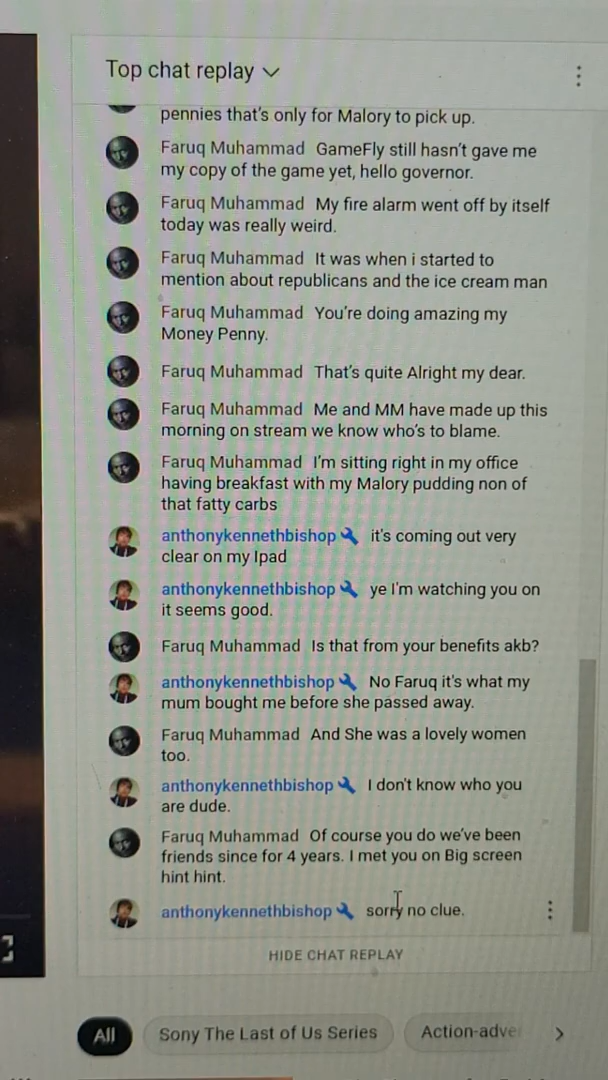 Top chat replay
pennies that's only for Malory to pick up.
Faruq Muhammad GameFly still hasn't gave me
my copy of the game yet, hello governor.
Faruq Muhammad My fire alarm went off by itself
today was really weird.
Faruq Muhammad It was when i started to
mention about republicans and the ice cream man
Faruq Muhammad You're doing amazing my
Money Penny.
Faruq Muhammad That's quite Alright my dear.
Faruq Muhammad Me and MM have made up this
morning on stream we know who's to blame.
Faruq Muhammad I'm sitting right in my office
having breakfast with my Malory pudding non of
that fatty carbs
anthonykennethbishop it's coming out very
clear on my Ipad
anthonykennethbishop ye I'm watching you on
it seems good.
Faruq Muhammad Is that from your benefits akb?
anthonykennethbishop No Faruq it's what my
mum bought me before she passed away.
Faruq Muhammad And She was a lovely women
too.
anthonykennethbishop I don't know who you
are dude.
Faruq Muhammad Of course you do we've been
friends since for 4 years. I met you on Big screen
hint hint.
anthonykennethbishop sorry no clue.
HIDE CHAT REPLAY
All
Sony The Last of Us Series
Action-adve